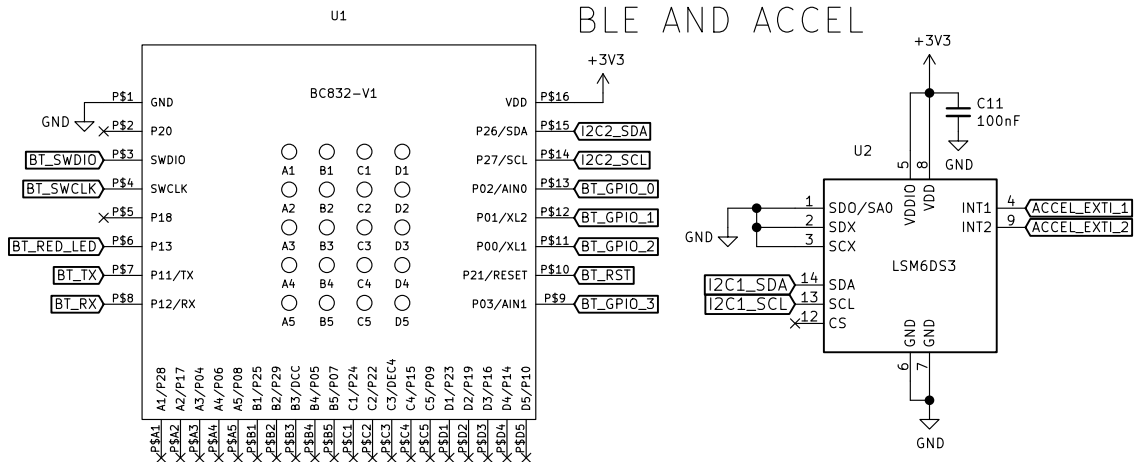 BLE AND ACCEL
U1
BC832-V1
P$1 GND
GND
P$2 P20
BT_SWDIO P$3 SWDIO
BT_SWCLK P$4 SWCLK
P$5 P18
BT_RED_LED P$6 P13
BT_TX P$7 P11/TX
BT_RX P$8 P12/RX
A1 B1 C1 D1
A2 B2 C2 D2
A3 B3 C3 D3
A4 B4 C4 D4
A5 B5 C5 D5
+3V3
VDD P$16
P26/SDA P$15 I2C2_SDA
P27/SCL P$14 I2C2_SCL
P02/AIN0 P$13 BT_GPIO_0
P01/XL2 P$12 BT_GPIO_1
P00/XL1 P$11 BT_GPIO_2
P21/RESET P$10 BT_RST
P03/AIN1 P$9 BT_GPIO_3
A1/P28 P$A1
A2/P17 P$A2
A3/P04 P$A3
A4/P06 P$A4
A5/P08 P$A5
B1/P25 P$B1
B2/P29 P$B2
B3/DCC P$B3
B4/P05 P$B4
B5/P07 P$B5
C1/P24 P$C1
C2/P22 P$C2
C3/DEC4 P$C3
C4/P15 P$C4
C5/P09 P$C5
D1/P23 P$D1
D2/P19 P$D2
D3/P16 P$D3
D4/P14 P$D4
D5/P10 P$D5
+3V3
C11
100nF
GND
U2
5 VDDIO
8 VDD
1 SDO/SA0
2 SDX
3 SCX
GND
INT1 4 ACCEL_EXTI_1
INT2 9 ACCEL_EXTI_2
LSM6DS3
I2C1_SDA 14 SDA
I2C1_SCL 13 SCL
12 CS
GND 6
GND 7
GND